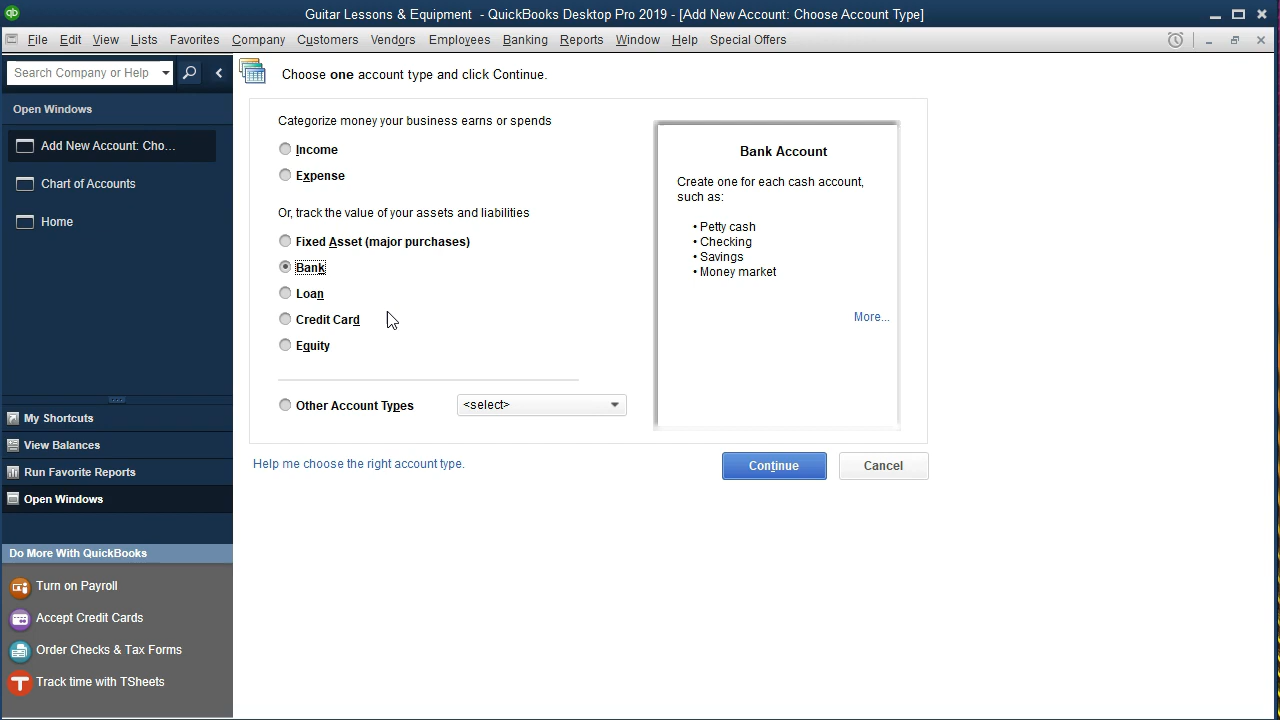 qb
Guitar Lessons & Equipment - QuickBooks Desktop Pro 2019 - [Add New Account: Choose Account Type]
File Edit View Lists Favorites Company Customers Vendors Employees Banking Reports Window Help Special Offers
Search Company or Help
Choose one account type and click Continue.
Open Windows
Add New Account: Cho...
Chart of Accounts
Home
Categorize money your business earns or spends
Income
Expense
Or, track the value of your assets and liabilities
Fixed Asset (major purchases)
Bank
Loan
Credit Card
Equity
Other Account Types
<select>
Bank Account
Create one for each cash account,
such as:
• Petty cash
• Checking
• Savings
• Money market
More...
Help me choose the right account type.
Continue
Cancel
My Shortcuts
View Balances
Run Favorite Reports
Open Windows
Do More With QuickBooks
Turn on Payroll
Accept Credit Cards
Order Checks & Tax Forms
Track time with TSheets